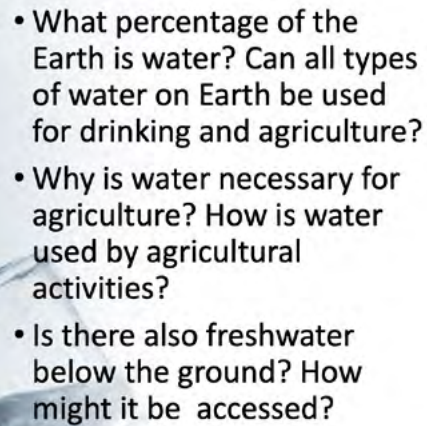 • What percentage of the
Earth is water? Can all types
of water on Earth be used
for drinking and agriculture?
• Why is water necessary for
agriculture? How is water
used by agricultural
activities?
• Is there also freshwater
below the ground? How
might it be accessed?